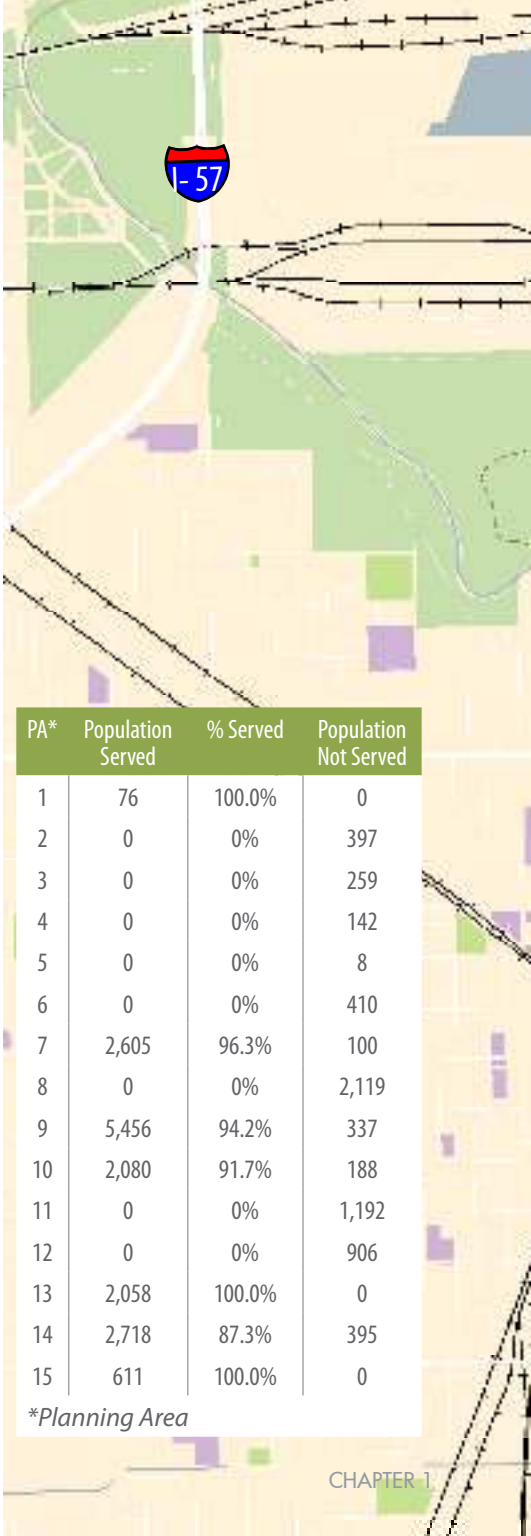 I- 57
PA* Population Served % Served Population Not Served
1 76 100.0% 0
2 0 0% 397
3 0 0% 259
4 0 0% 142
5 0 0% 8
6 0 0% 410
7 2,605 96.3% 100
8 0 0% 2,119
9 5,456 94.2% 337
10 2,080 91.7% 188
11 0 0% 1,192
12 0 0% 906
13 2,058 100.0% 0
14 2,718 87.3% 395
15 611 100.0% 0
*Planning Area
CHAPTER 1